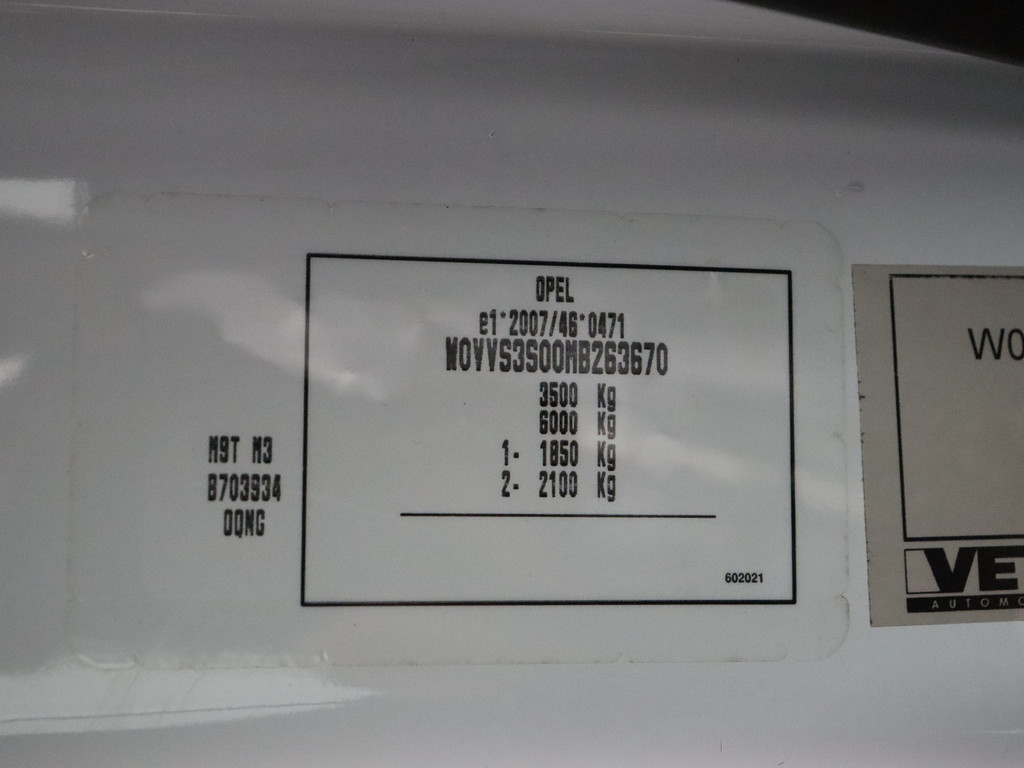 OPEL
e1*2007/46*0471
W0VVS3S00MB263670
3500 Kg
6000 Kg
1- 1850 Kg
2- 2100 Kg
602021
M9T M3
B703934
0QNG
W0
VE
AUTOMO